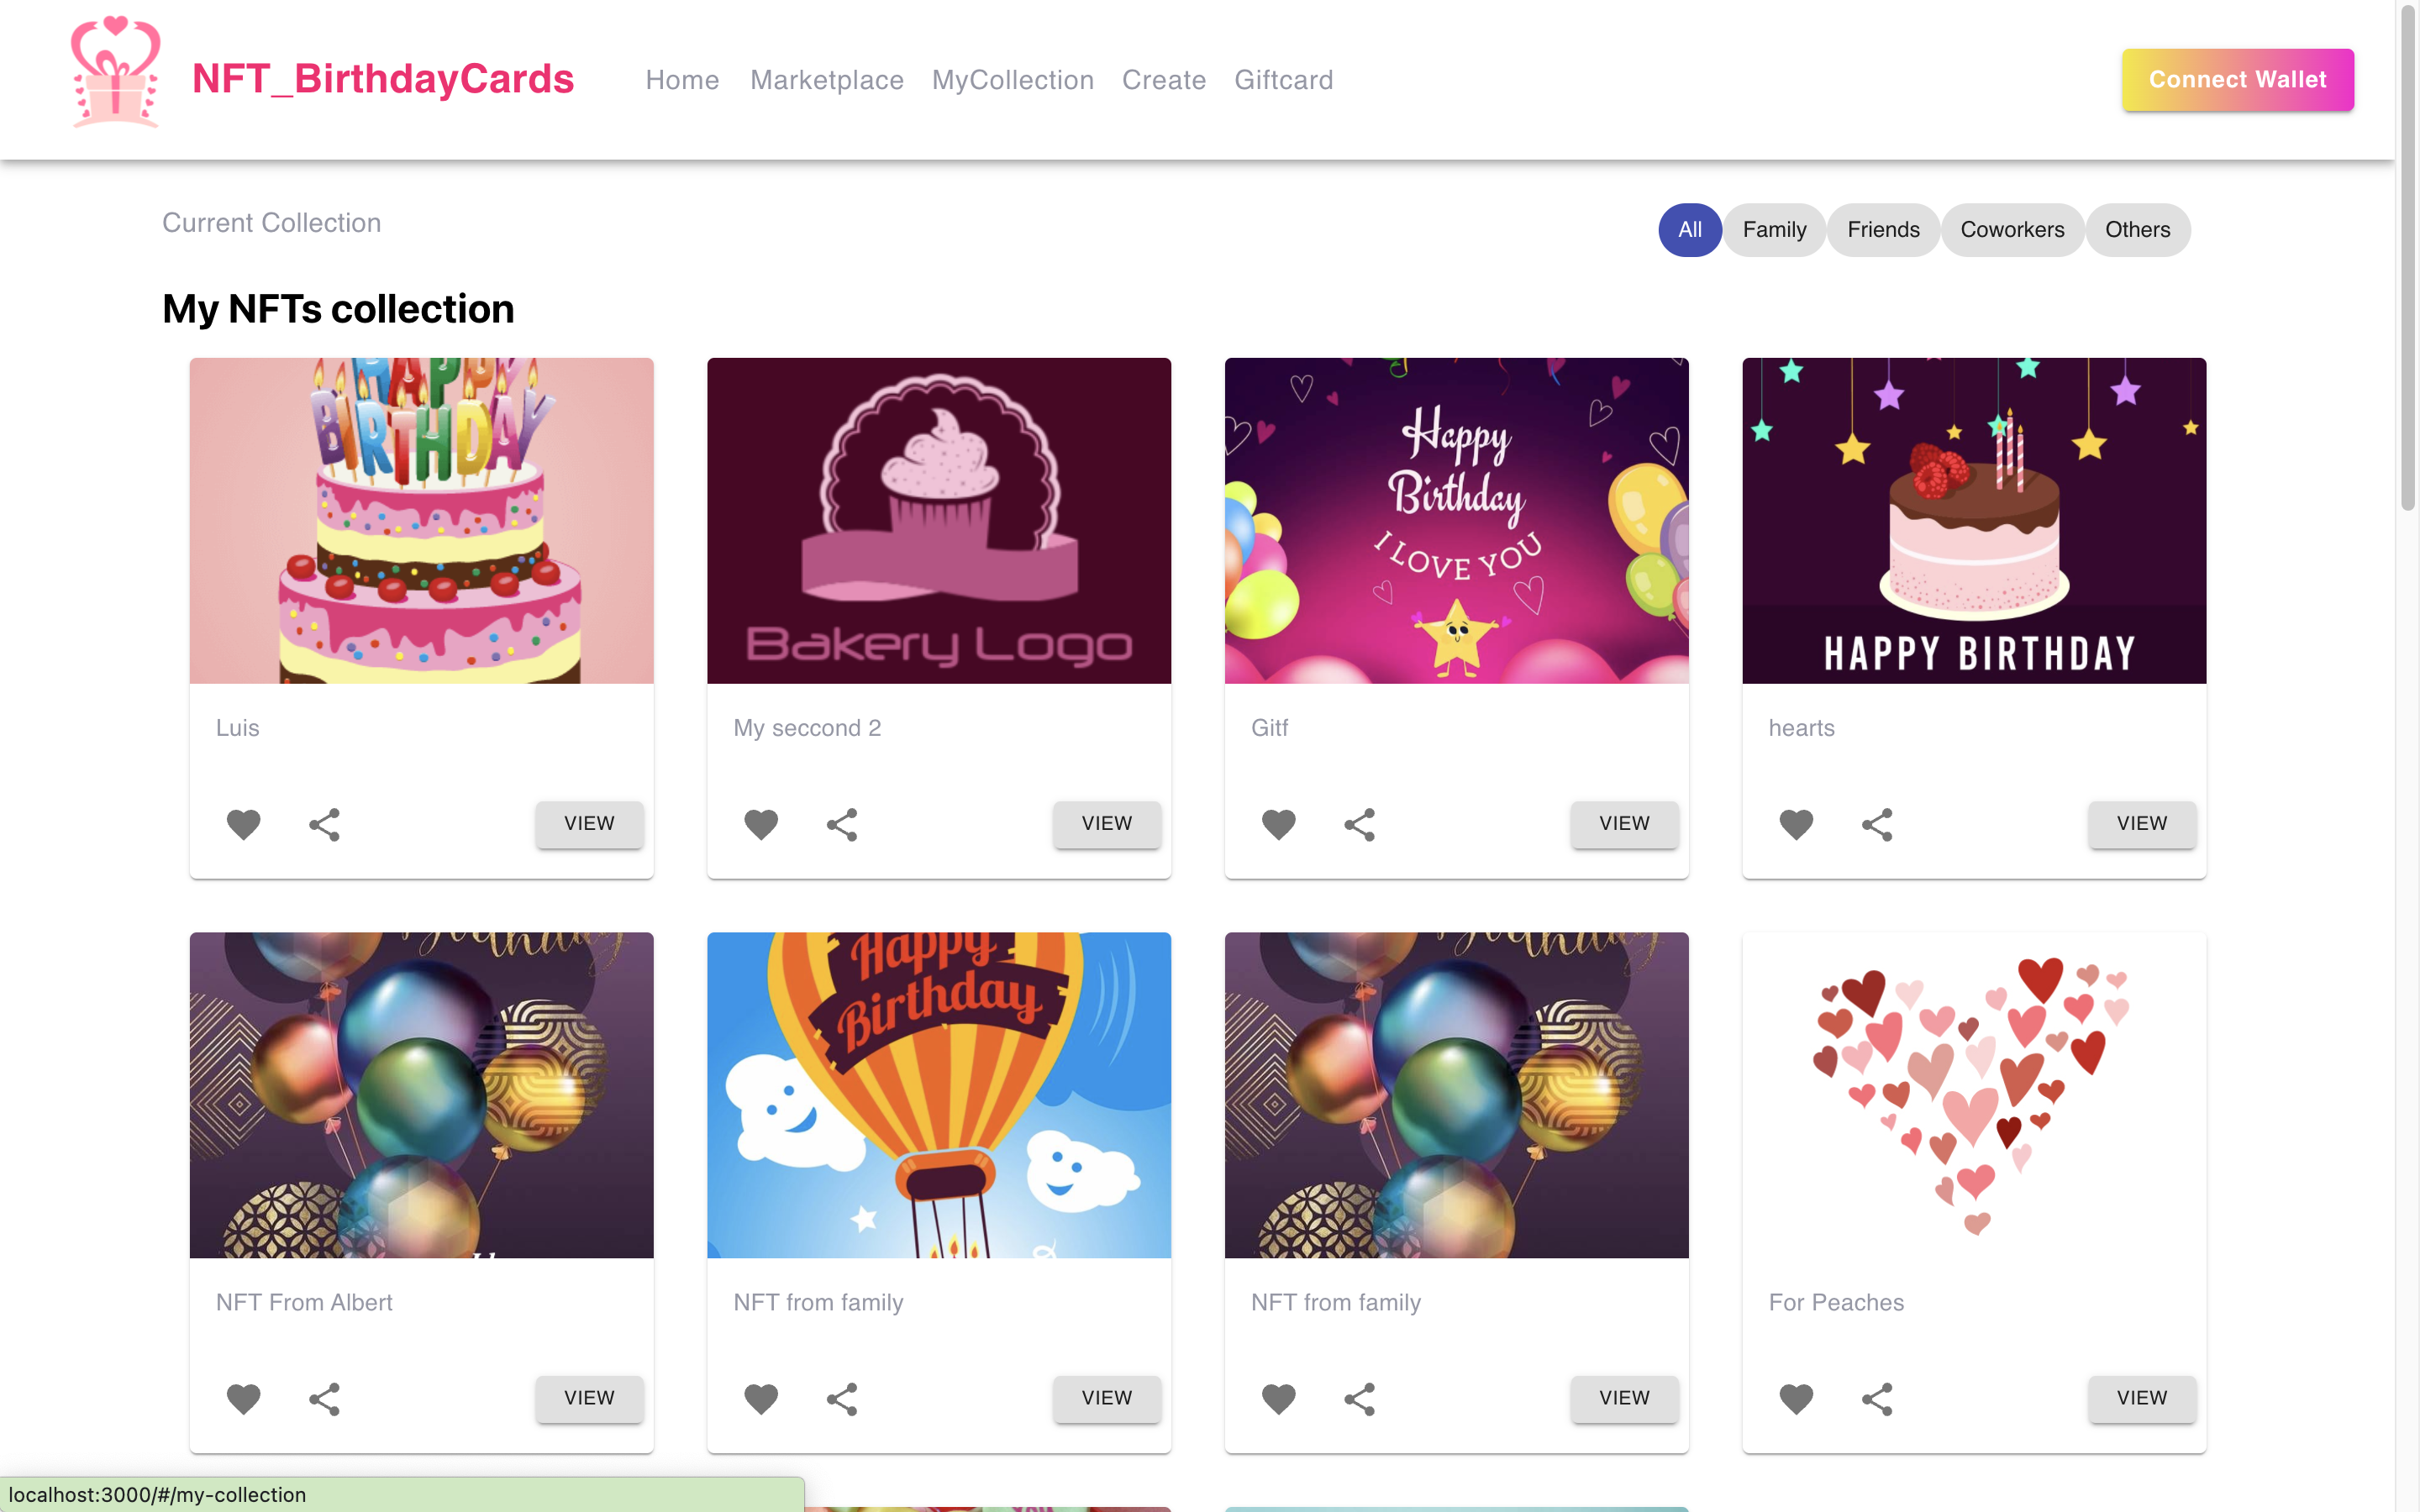 NFT_BirthdayCards
Home Marketplace MyCollection Create Giftcard
Connect Wallet
Current Collection
All Family Friends Coworkers Others
My NFTs collection
HAPPY
BIRTHDAY
Bakery Logo
Happy
Birthday
I LOVE YOU
HAPPY BIRTHDAY
Luis
My seccond 2
Gitf
hearts
VIEW
VIEW
VIEW
VIEW
Birthday
Happy
Birthday
Birthday
NFT From Albert
NFT from family
NFT from family
For Peaches
VIEW
VIEW
VIEW
VIEW
localhost:3000/#/my-collection